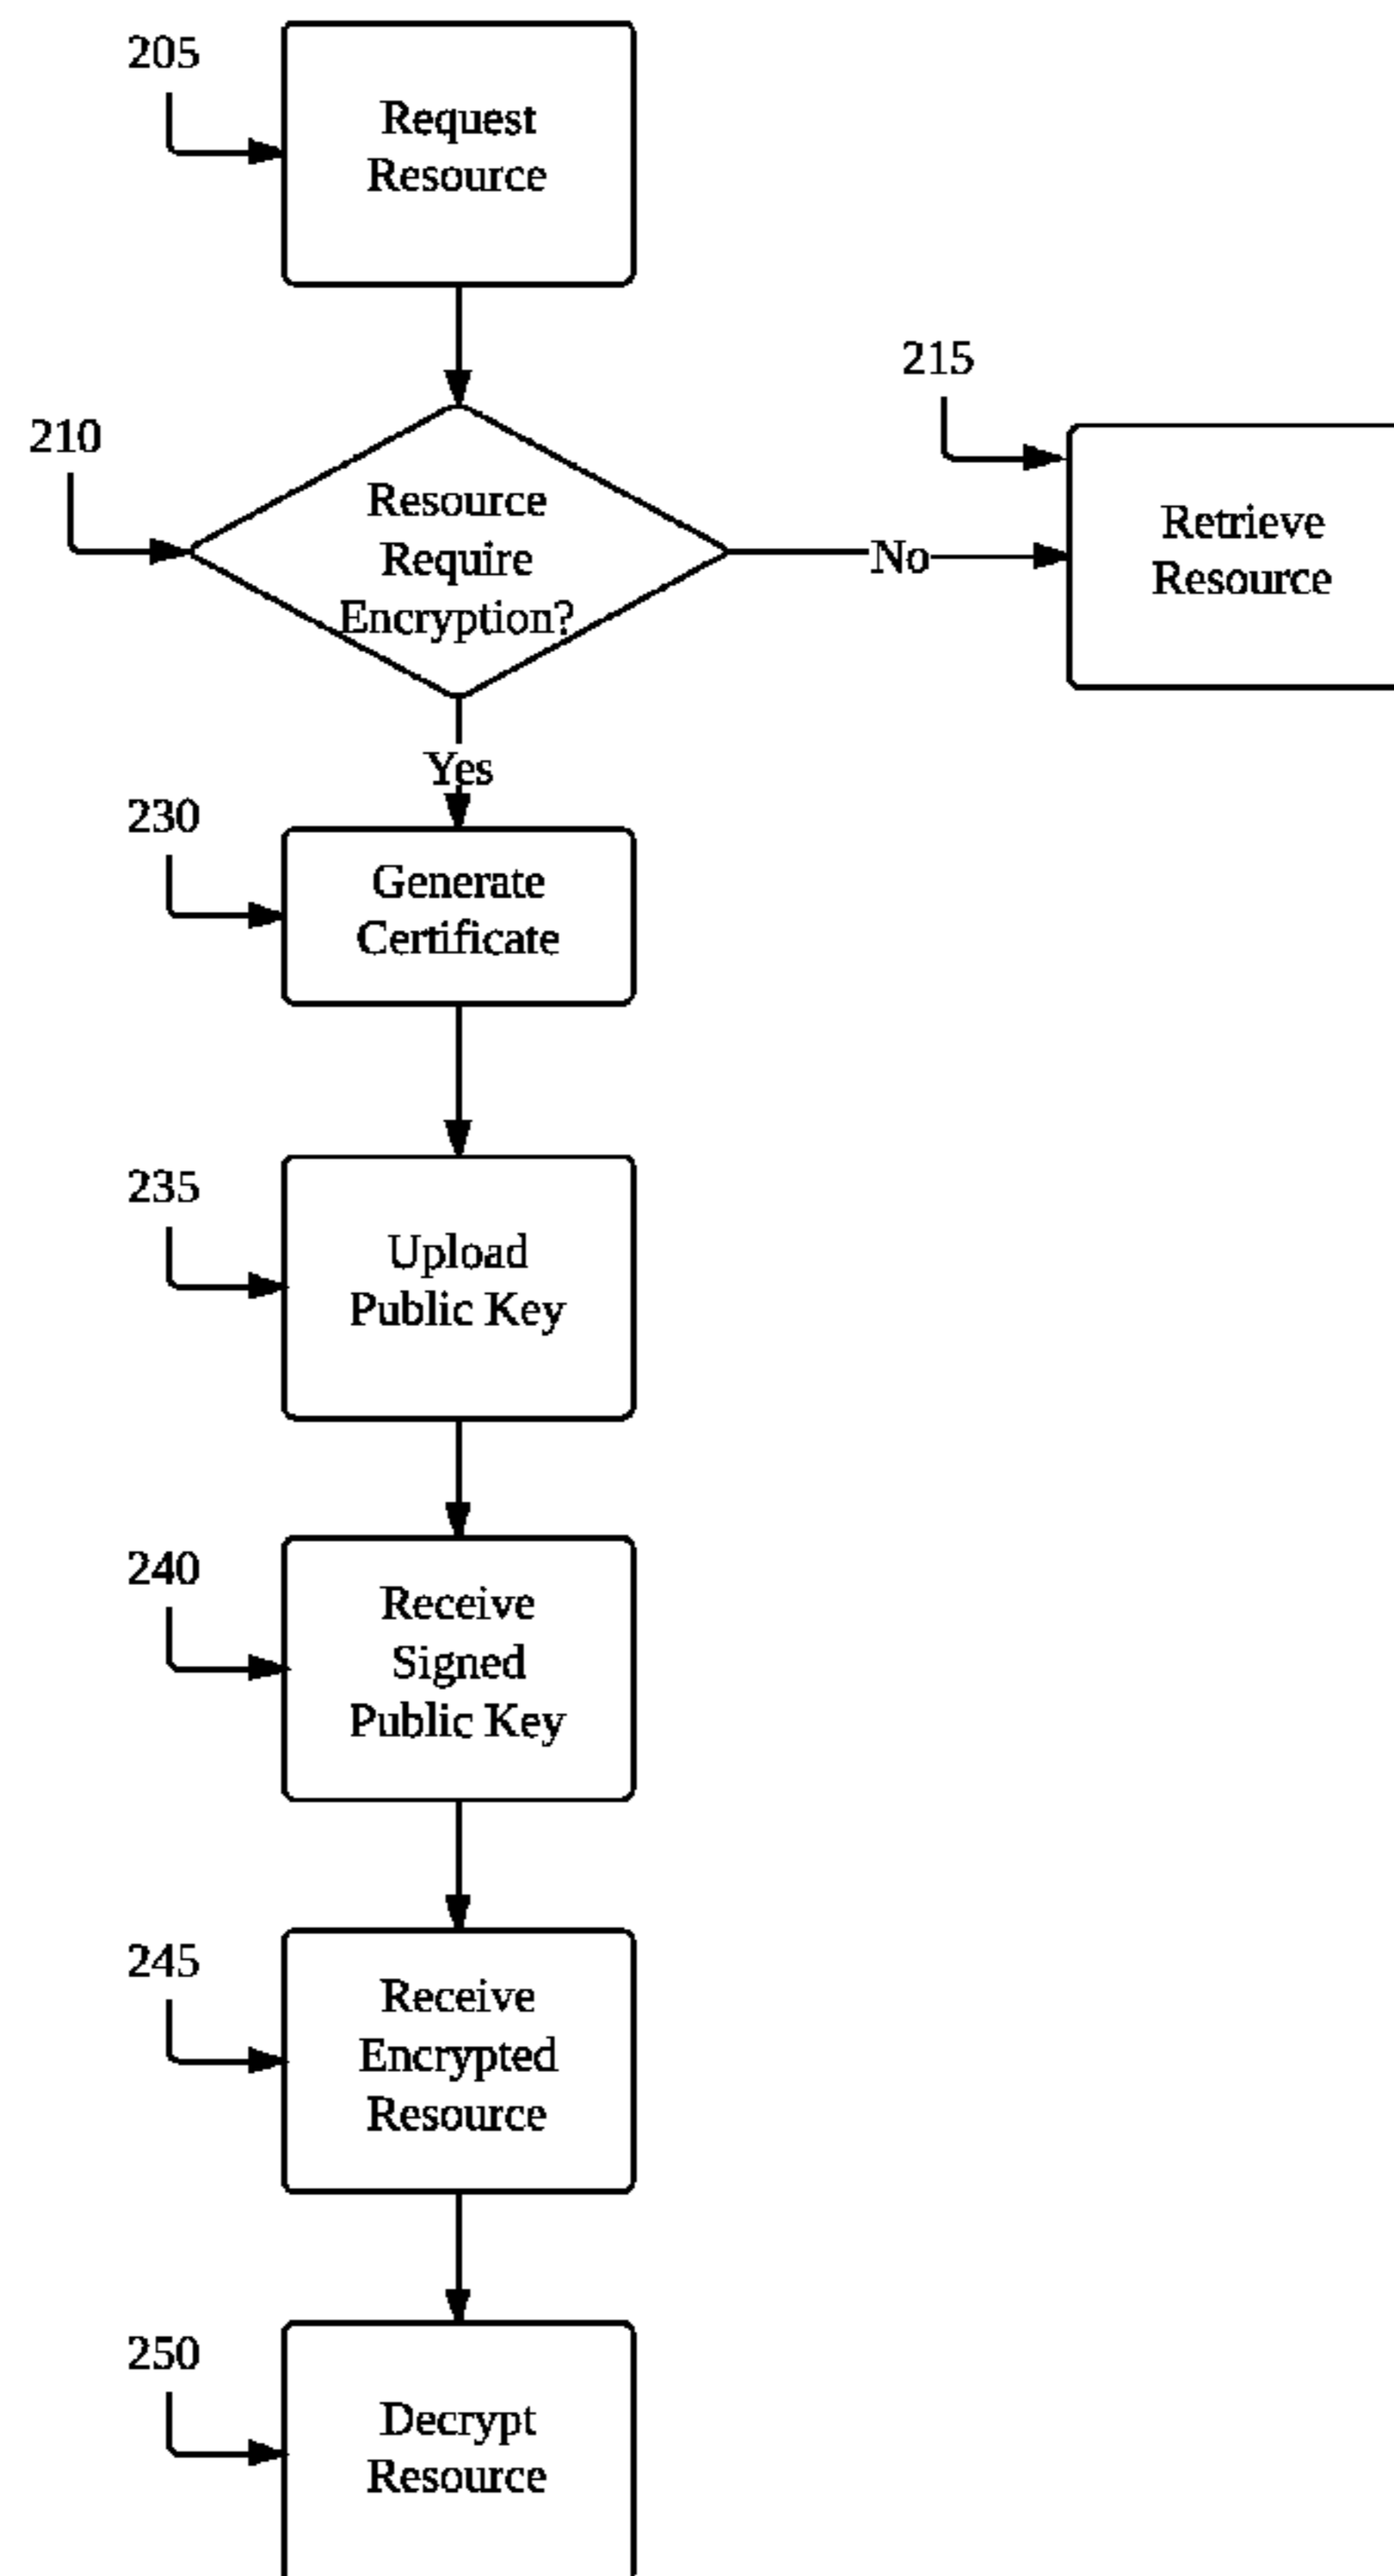 205
Request
Resource
210
Resource
Require
Encryption?
No
215
Retrieve
Resource
Yes
230
Generate
Certificate
235
Upload
Public Key
240
Receive
Signed
Public Key
245
Receive
Encrypted
Resource
250
Decrypt
Resource